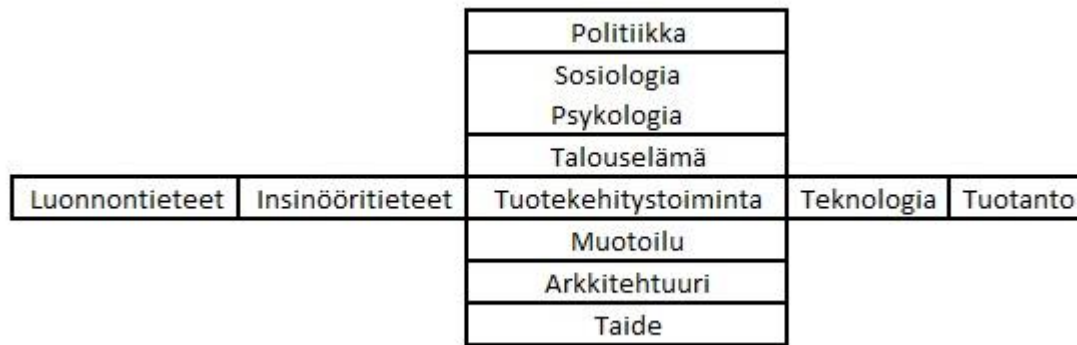 Politiikka
Sosiologia
Psykologia
Talouselämä
Luonnontieteet Insinööritieteet Tuotekehitystoiminta Teknologia Tuotanto
Muotoilu
Arkkitehtuuri
Taide